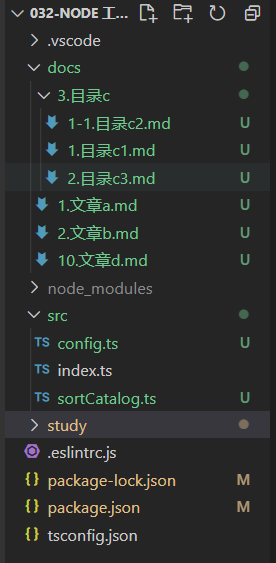 032-NODE 工...
.vscode
docs
3.目录c
1-1.目录c2.md U
1.目录c1.md U
2.目录c3.md U
1.文章a.md U
2.文章b.md U
10.文章d.md U
node_modules
src
TS config.ts U
TS index.ts
TS sortCatalog.ts U
study
.eslintrc.js
{} package-lock.json M
{} package.json M
{} tsconfig.json